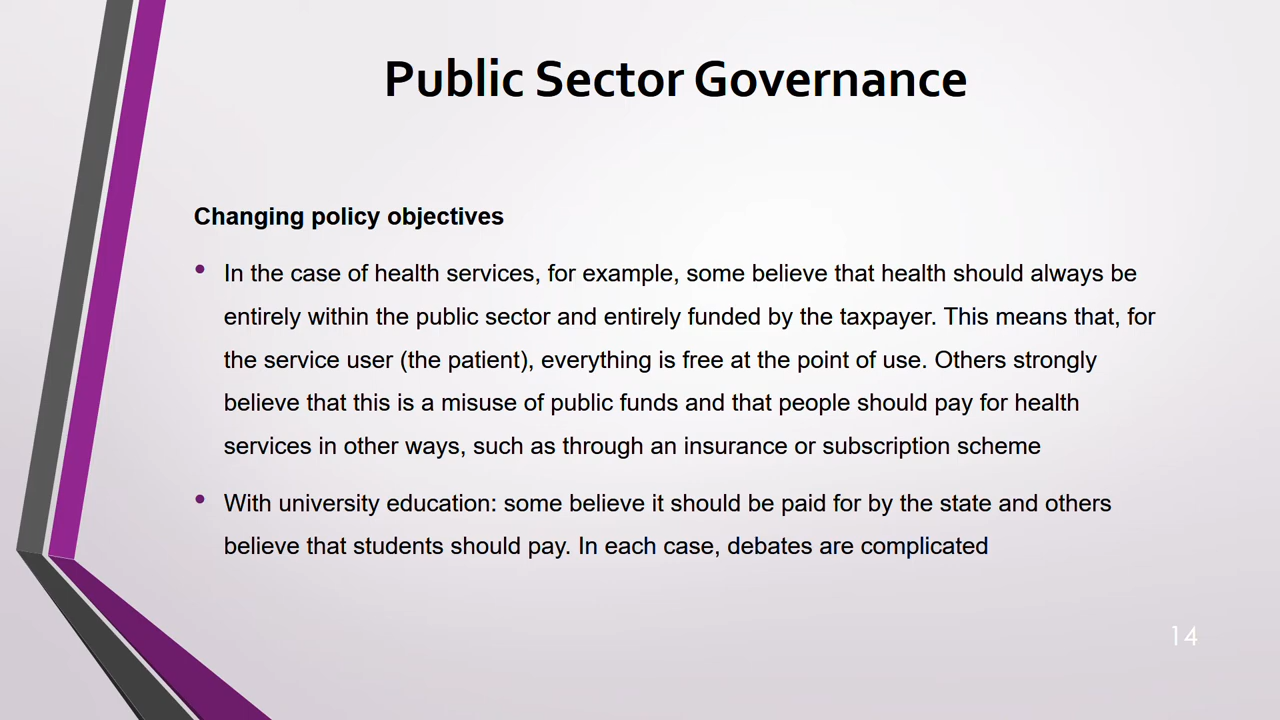 Public Sector Governance
Changing policy objectives
• In the case of health services, for example, some believe that health should always be
entirely within the public sector and entirely funded by the taxpayer. This means that, for
the service user (the patient), everything is free at the point of use. Others strongly
believe that this is a misuse of public funds and that people should pay for health
services in other ways, such as through an insurance or subscription scheme
• With university education: some believe it should be paid for by the state and others
believe that students should pay. In each case, debates are complicated
14